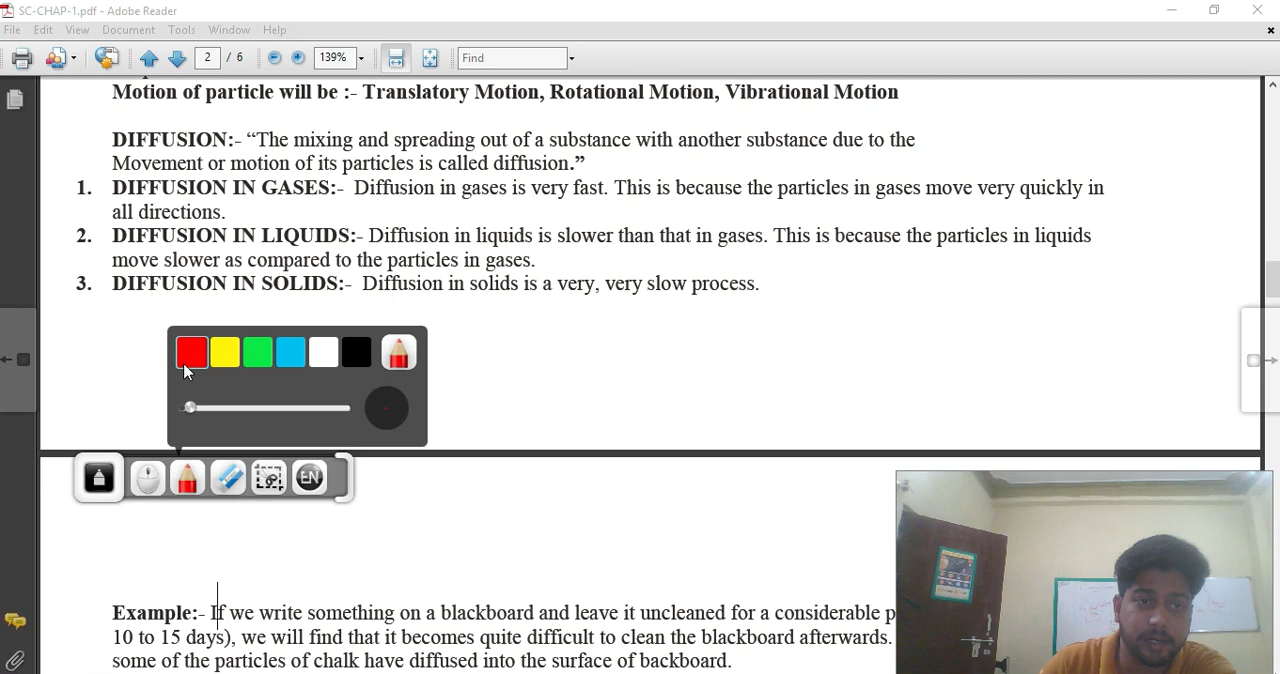 SC-CHAP-1.pdf - Adobe Reader
File Edit View Document Tools Window Help
2 / 6 139% Find
Motion of particle will be :- Translatory Motion, Rotational Motion, Vibrational Motion
DIFFUSION:- “The mixing and spreading out of a substance with another substance due to the
Movement or motion of its particles is called diffusion.”
1. DIFFUSION IN GASES:- Diffusion in gases is very fast. This is because the particles in gases move very quickly in
all directions.
2. DIFFUSION IN LIQUIDS:- Diffusion in liquids is slower than that in gases. This is because the particles in liquids
move slower as compared to the particles in gases.
3. DIFFUSION IN SOLIDS:- Diffusion in solids is a very, very slow process.
EN
Example:- If we write something on a blackboard and leave it uncleaned for a considerable p
10 to 15 days), we will find that it becomes quite difficult to clean the blackboard afterwards.
some of the particles of chalk have diffused into the surface of backboard.